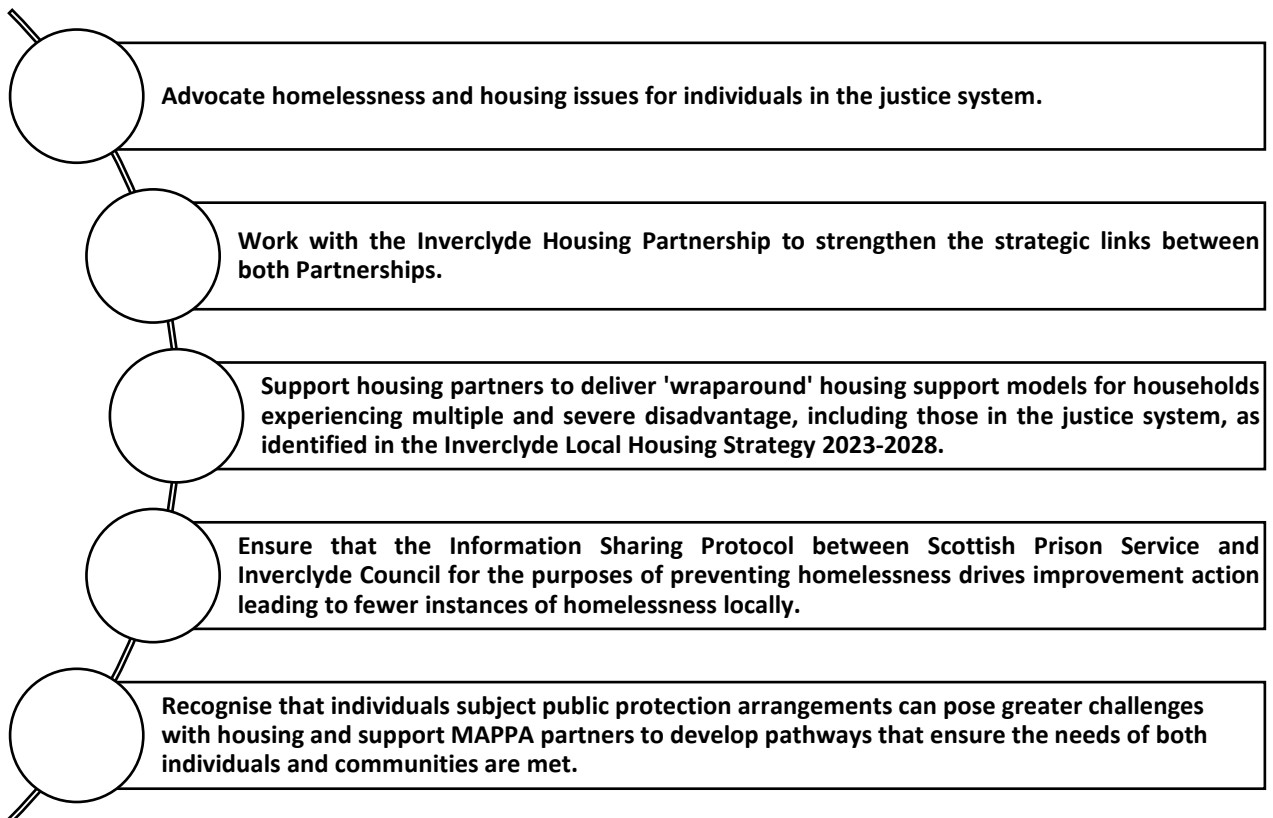 Advocate homelessness and housing issues for individuals in the justice system.
Work with the Inverclyde Housing Partnership to strengthen the strategic links between
both Partnerships.
Support housing partners to deliver 'wraparound' housing support models for households
experiencing multiple and severe disadvantage, including those in the justice system, as
identified in the Inverclyde Local Housing Strategy 2023-2028.
Ensure that the Information Sharing Protocol between Scottish Prison Service and
Inverclyde Council for the purposes of preventing homelessness drives improvement action
leading to fewer instances of homelessness locally.
Recognise that individuals subject public protection arrangements can pose greater challenges
with housing and support MAPPA partners to develop pathways that ensure the needs of both
individuals and communities are met.